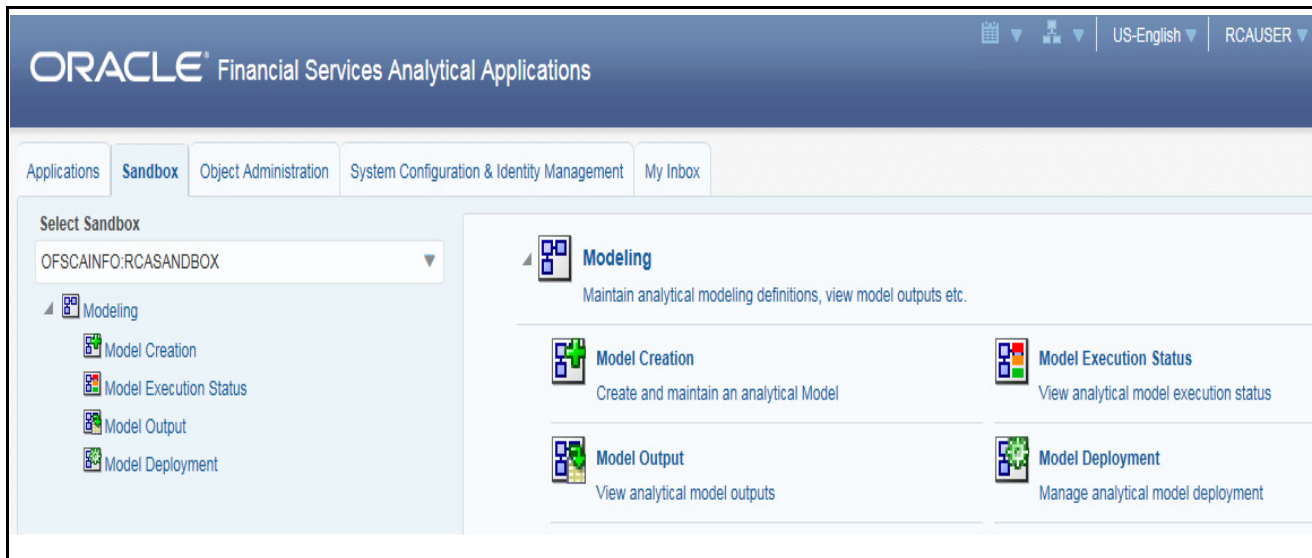 US-English RCAUSER
ORACLE® Financial Services Analytical Applications
Applications Sandbox Object Administration System Configuration & Identity Management My Inbox
Select Sandbox
OFSCAINFO:RCASANDBOX
Modeling
Model Creation
Model Execution Status
Model Output
Model Deployment
Modeling
Maintain analytical modeling definitions, view model outputs etc.
Model Creation
Create and maintain an analytical Model
Model Execution Status
View analytical model execution status
Model Output
View analytical model outputs
Model Deployment
Manage analytical model deployment